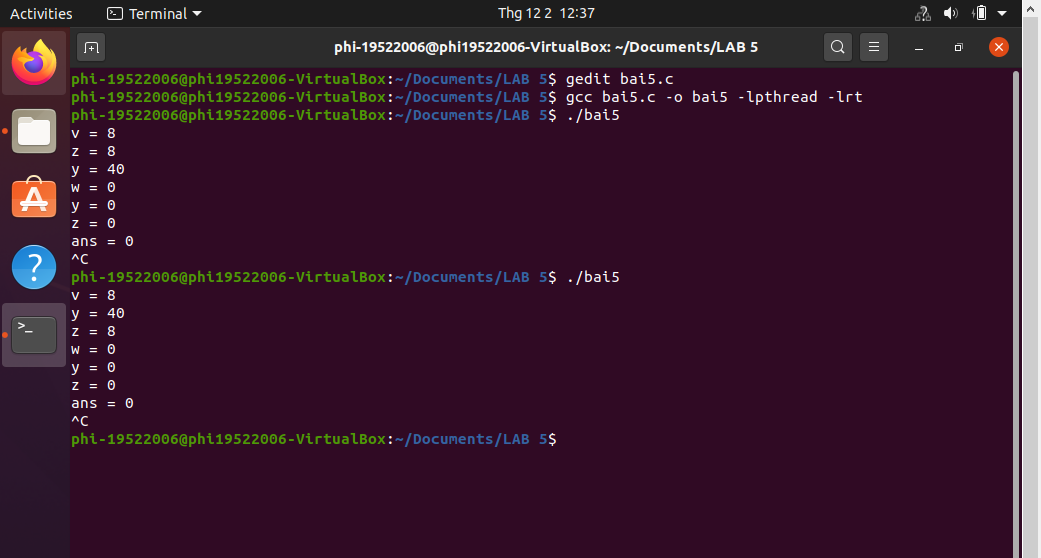 Activities Terminal Thg 12 2 12:37
phi-19522006@phi19522006-VirtualBox: ~/Documents/LAB 5
phi-19522006@phi19522006-VirtualBox:~/Documents/LAB 5$ gedit bai5.c
phi-19522006@phi19522006-VirtualBox:~/Documents/LAB 5$ gcc bai5.c -o bai5 -lpthread -lrt
phi-19522006@phi19522006-VirtualBox:~/Documents/LAB 5$ ./bai5
v = 8
z = 8
y = 40
w = 0
y = 0
z = 0
ans = 0
^C
phi-19522006@phi19522006-VirtualBox:~/Documents/LAB 5$ ./bai5
v = 8
y = 40
z = 8
w = 0
y = 0
z = 0
ans = 0
^C
phi-19522006@phi19522006-VirtualBox:~/Documents/LAB 5$